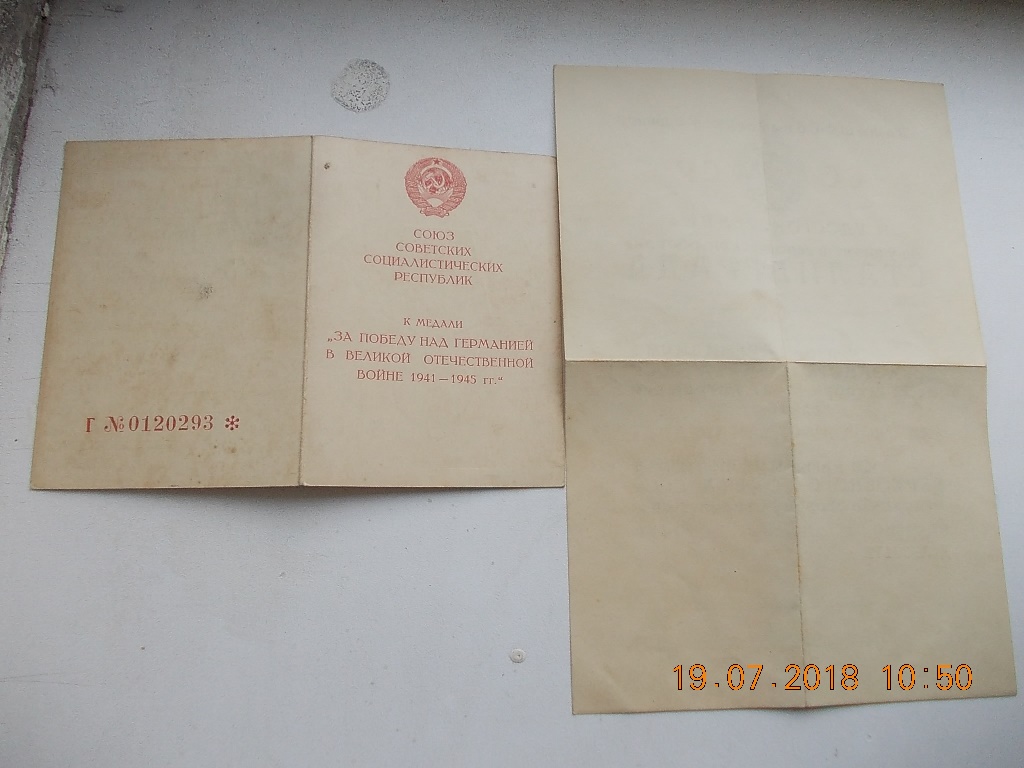 СОЮЗ
СОВЕТСКИХ
СОЦИАЛИСТИЧЕСКИХ
РЕСПУБЛИК
К МЕДАЛИ
„ЗА ПОБЕДУ НАД ГЕРМАНИЕЙ
В ВЕЛИКОЙ ОТЕЧЕСТВЕННОЙ
ВОЙНЕ 1941—1945 гг.“
Г №0120293 *
19.07.2018 10:50